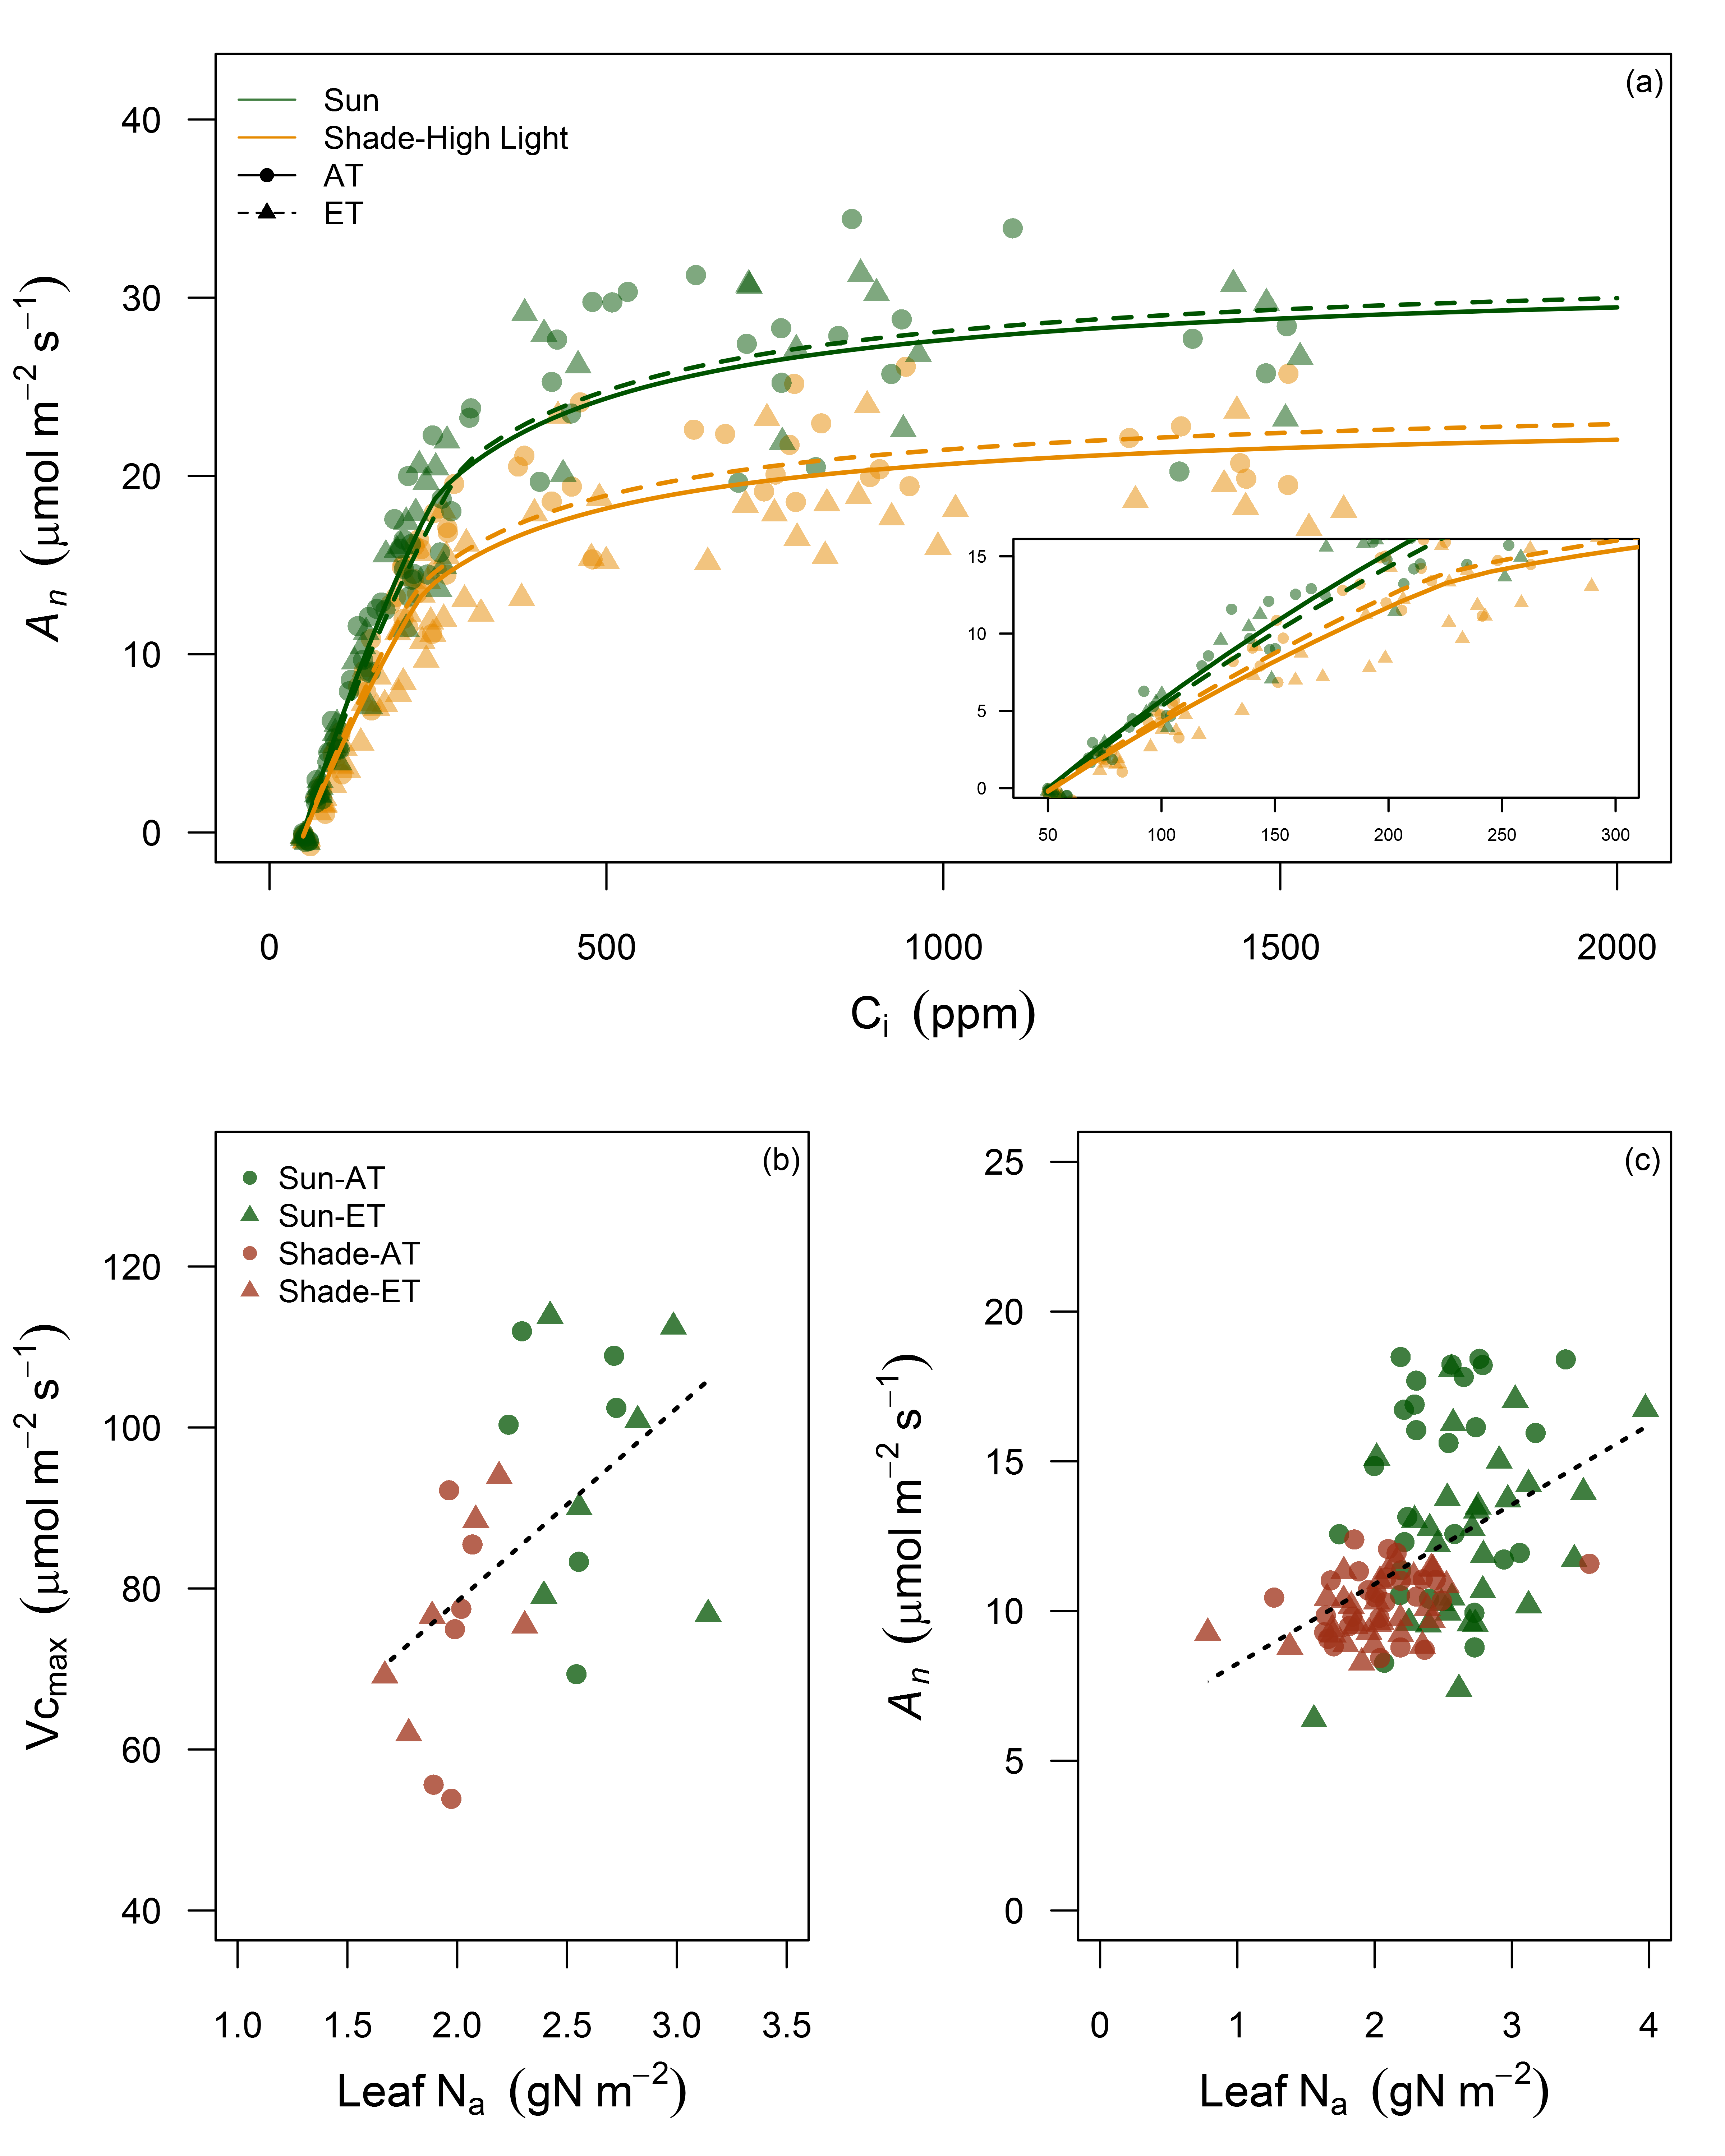 (a)
Sun
Shade-High Light
AT
ET
40
30
20
10
0
A n (μmol m−2 s−1)
15
10
5
0
50 100 150 200 250 300
0 500 1000 1500 2000
Ci (ppm)
(b)
Sun-AT
Sun-ET
Shade-AT
Shade-ET
120
100
80
60
40
Vcmax (μmol m−2 s−1)
1.0 1.5 2.0 2.5 3.0 3.5
Leaf Na (gN m−2)
(c)
25
20
15
10
5
0
A n (μmol m−2 s−1)
0 1 2 3 4
Leaf Na (gN m−2)